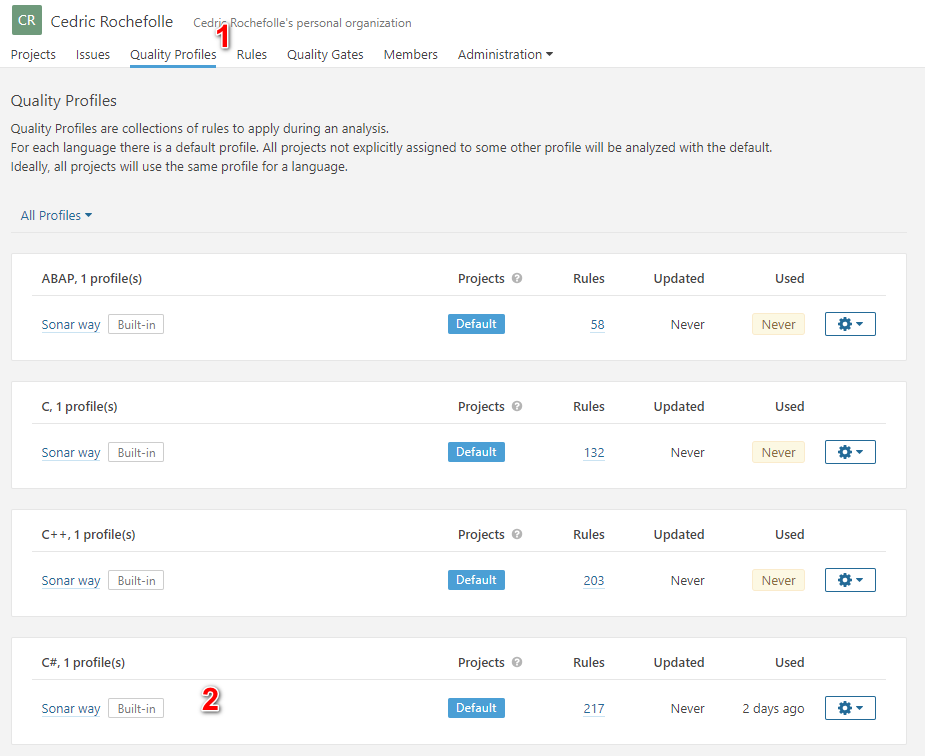 CR Cedric Rochefolle Cedric Rochefolle's personal organization
1
Projects Issues Quality Profiles Rules Quality Gates Members Administration
Quality Profiles
Quality Profiles are collections of rules to apply during an analysis.
For each language there is a default profile. All projects not explicitly assigned to some other profile will be analyzed with the default.
Ideally, all projects will use the same profile for a language.
All Profiles
ABAP, 1 profile(s) Projects ? Rules Updated Used
Sonar way Built-in Default 58 Never Never
C, 1 profile(s) Projects ? Rules Updated Used
Sonar way Built-in Default 132 Never Never
C++, 1 profile(s) Projects ? Rules Updated Used
Sonar way Built-in Default 203 Never Never
C#, 1 profile(s) Projects ? Rules Updated Used
Sonar way Built-in 2 Default 217 Never 2 days ago